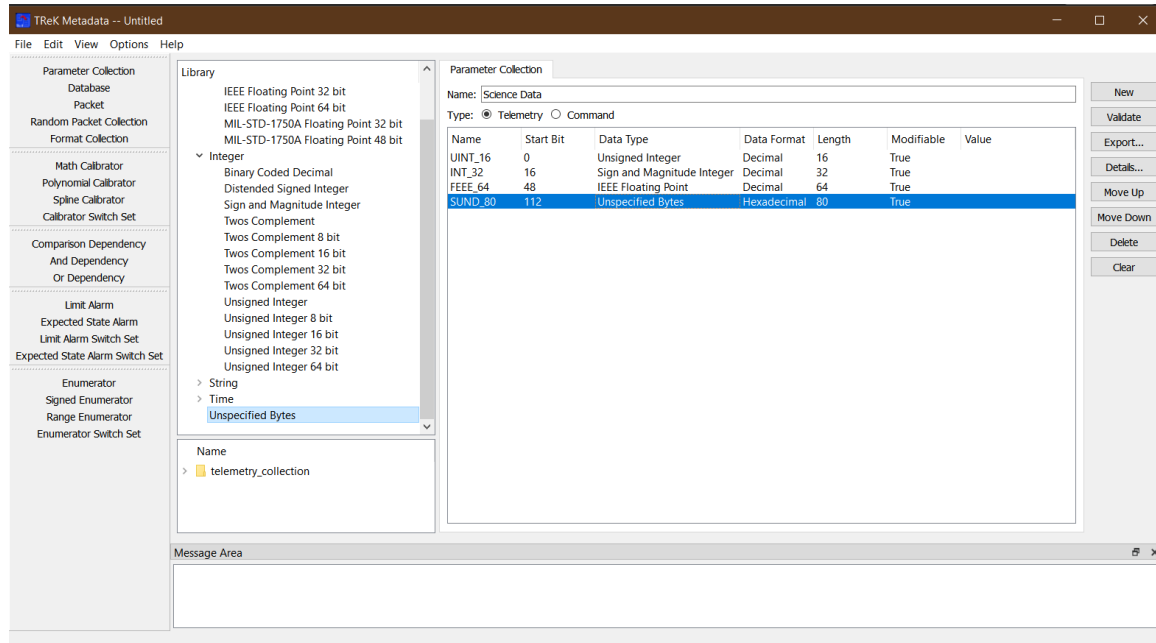 TReK Metadata -- Untitled
File Edit View Options Help
Parameter Collection
Database
Packet
Random Packet Collection
Format Collection
Math Calibrator
Polynomial Calibrator
Spline Calibrator
Calibrator Switch Set
Comparison Dependency
And Dependency
Or Dependency
Limit Alarm
Expected State Alarm
Limit Alarm Switch Set
Expected State Alarm Switch Set
Enumerator
Signed Enumerator
Range Enumerator
Enumerator Switch Set
Library
IEEE Floating Point 32 bit
IEEE Floating Point 64 bit
MIL-STD-1750A Floating Point 32 bit
MIL-STD-1750A Floating Point 48 bit
Integer
Binary Coded Decimal
Distended Signed Integer
Sign and Magnitude Integer
Twos Complement
Twos Complement 8 bit
Twos Complement 16 bit
Twos Complement 32 bit
Twos Complement 64 bit
Unsigned Integer
Unsigned Integer 8 bit
Unsigned Integer 16 bit
Unsigned Integer 32 bit
Unsigned Integer 64 bit
String
Time
Unspecified Bytes
Name
telemetry_collection
Parameter Collection
Name: Science Data
Type: Telemetry Command
Name Start Bit Data Type Data Format Length Modifiable Value
UINT_16 0 Unsigned Integer Decimal 16 True
INT_32 16 Sign and Magnitude Integer Decimal 32 True
FEEE_64 48 IEEE Floating Point Decimal 64 True
SUND_80 112 Unspecified Bytes Hexadecimal 80 True
New
Validate
Export...
Details...
Move Up
Move Down
Delete
Clear
Message Area